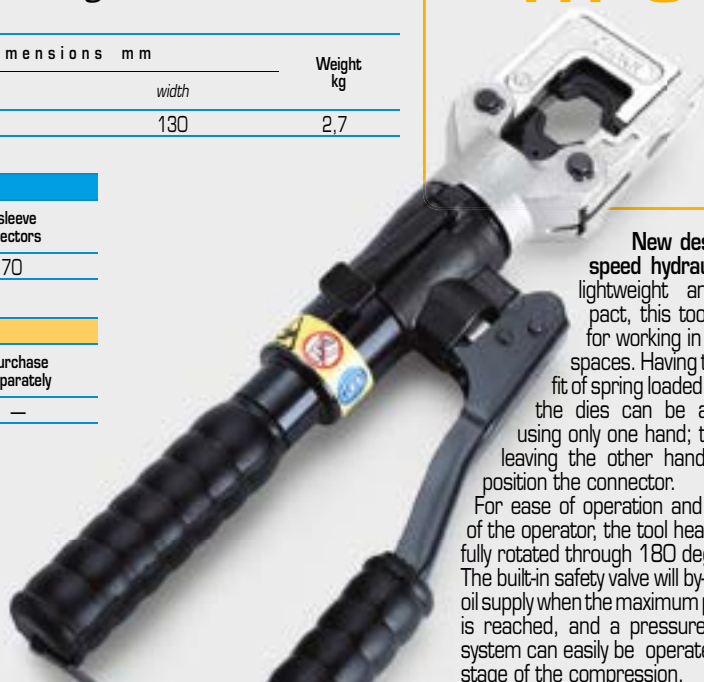 mensions mm
Weight
kg
width
130
2,7
sleeve
ectors
70
urchase
parately
—
New des
speed hydrau
lightweight an
pact, this too
for working in
spaces. Having t
fit of spring loaded
the dies can be a
using only one hand; t
leaving the other hand
position the connector.
For ease of operation and
of the operator, the tool hea
fully rotated through 180 deg
The built-in safety valve will by-
oil supply when the maximum p
is reached, and a pressure
system can easily be operate
stage of the compression.